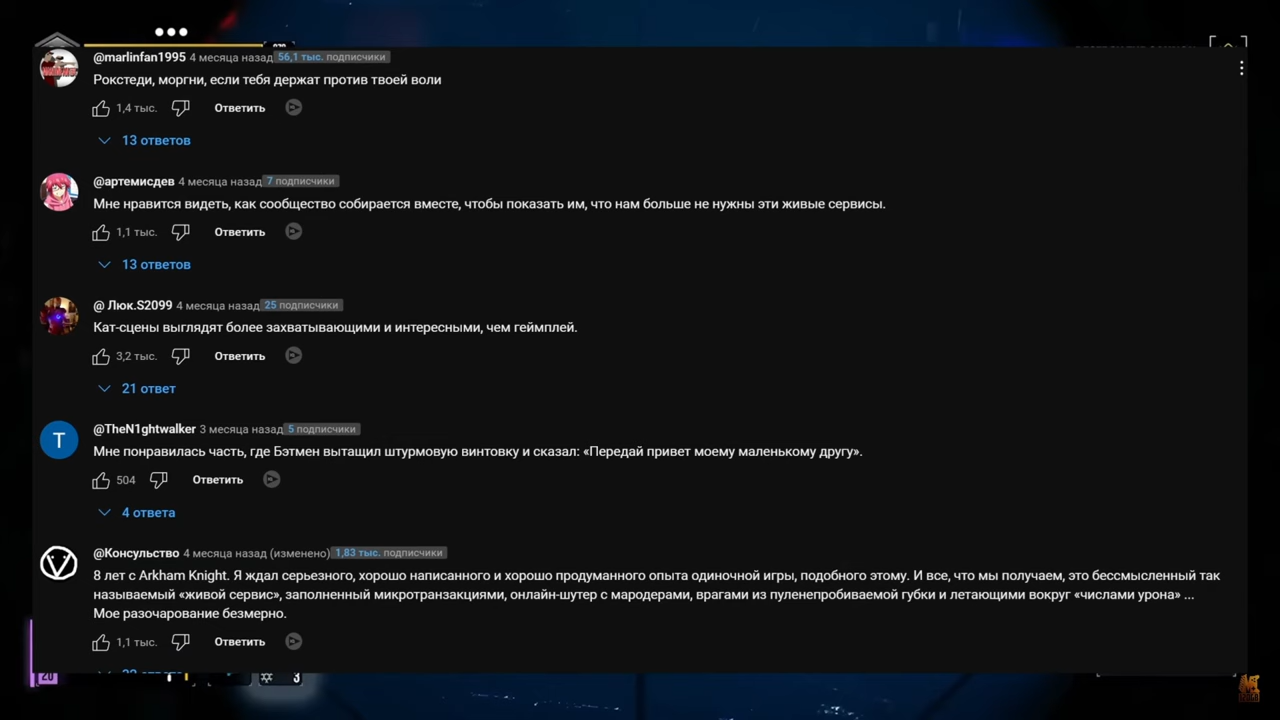 @marlinfan1995 4 месяца назад 56,1 тыс. подписчики
Рокстеди, моргни, если тебя держат против твоей воли
1,4 тыс. Ответить
13 ответов
@артемисдев 4 месяца назад 7 подписчики
Мне нравится видеть, как сообщество собирается вместе, чтобы показать им, что нам больше не нужны эти живые сервисы.
1,1 тыс. Ответить
13 ответов
@ Люк.S2099 4 месяца назад 25 подписчики
Кат-сцены выглядят более захватывающими и интересными, чем геймплей.
3,2 тыс. Ответить
21 ответ
T
@TheN1ghtwalker 3 месяца назад 5 подписчики
Мне понравилась часть, где Бэтмен вытащил штурмовую винтовку и сказал: «Передай привет моему маленькому другу».
504 Ответить
4 ответа
@Консульство 4 месяца назад (изменено) 1,83 тыс. подписчики
8 лет с Arkham Knight. Я ждал серьезного, хорошо написанного и хорошо продуманного опыта одиночной игры, подобного этому. И все, что мы получаем, это бессмысленный так
называемый «живой сервис», заполненный микротранзакциями, онлайн-шутер с мародерами, врагами из пуленепробиваемой губки и летающими вокруг «числами урона» ...
Мое разочарование безмерно.
1,1 тыс. Ответить
20 3